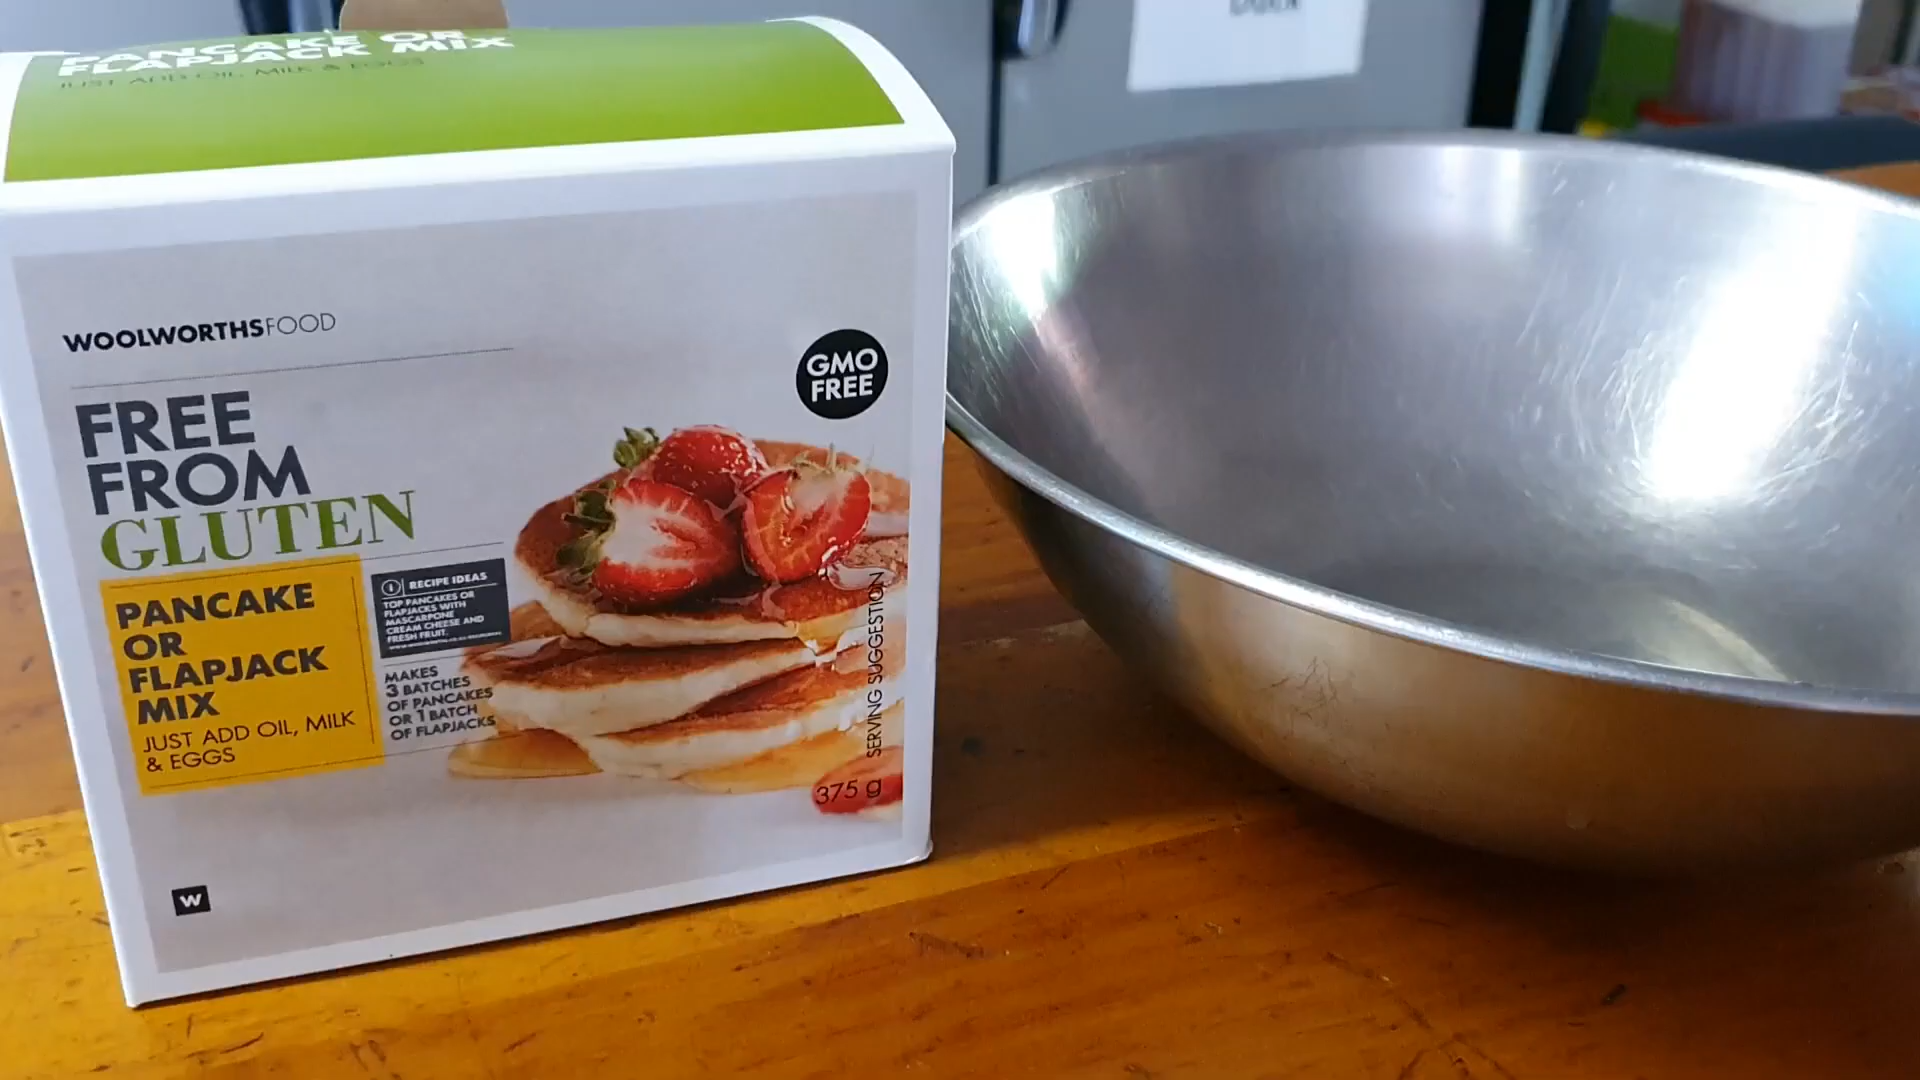 PANCAKE OR
FLAPJACK MIX
JUST ADD OIL, MILK & EGGS
Duck
WOOLWORTHSFOOD
GMO
FREE
FREE
FROM
GLUTEN
PANCAKE
OR
FLAPJACK
MIX
JUST ADD OIL, MILK
& EGGS
RECIPE IDEAS
TOP PANCAKES OR
FLAPJACKS WITH
MASCARPONE
CREAM CHEESE AND
FRESH FRUIT.
MAKES
3 BATCHES
OF PANCAKES
OR 1 BATCH
OF FLAPJACKS
SERVING SUGGESTION
375 g
W